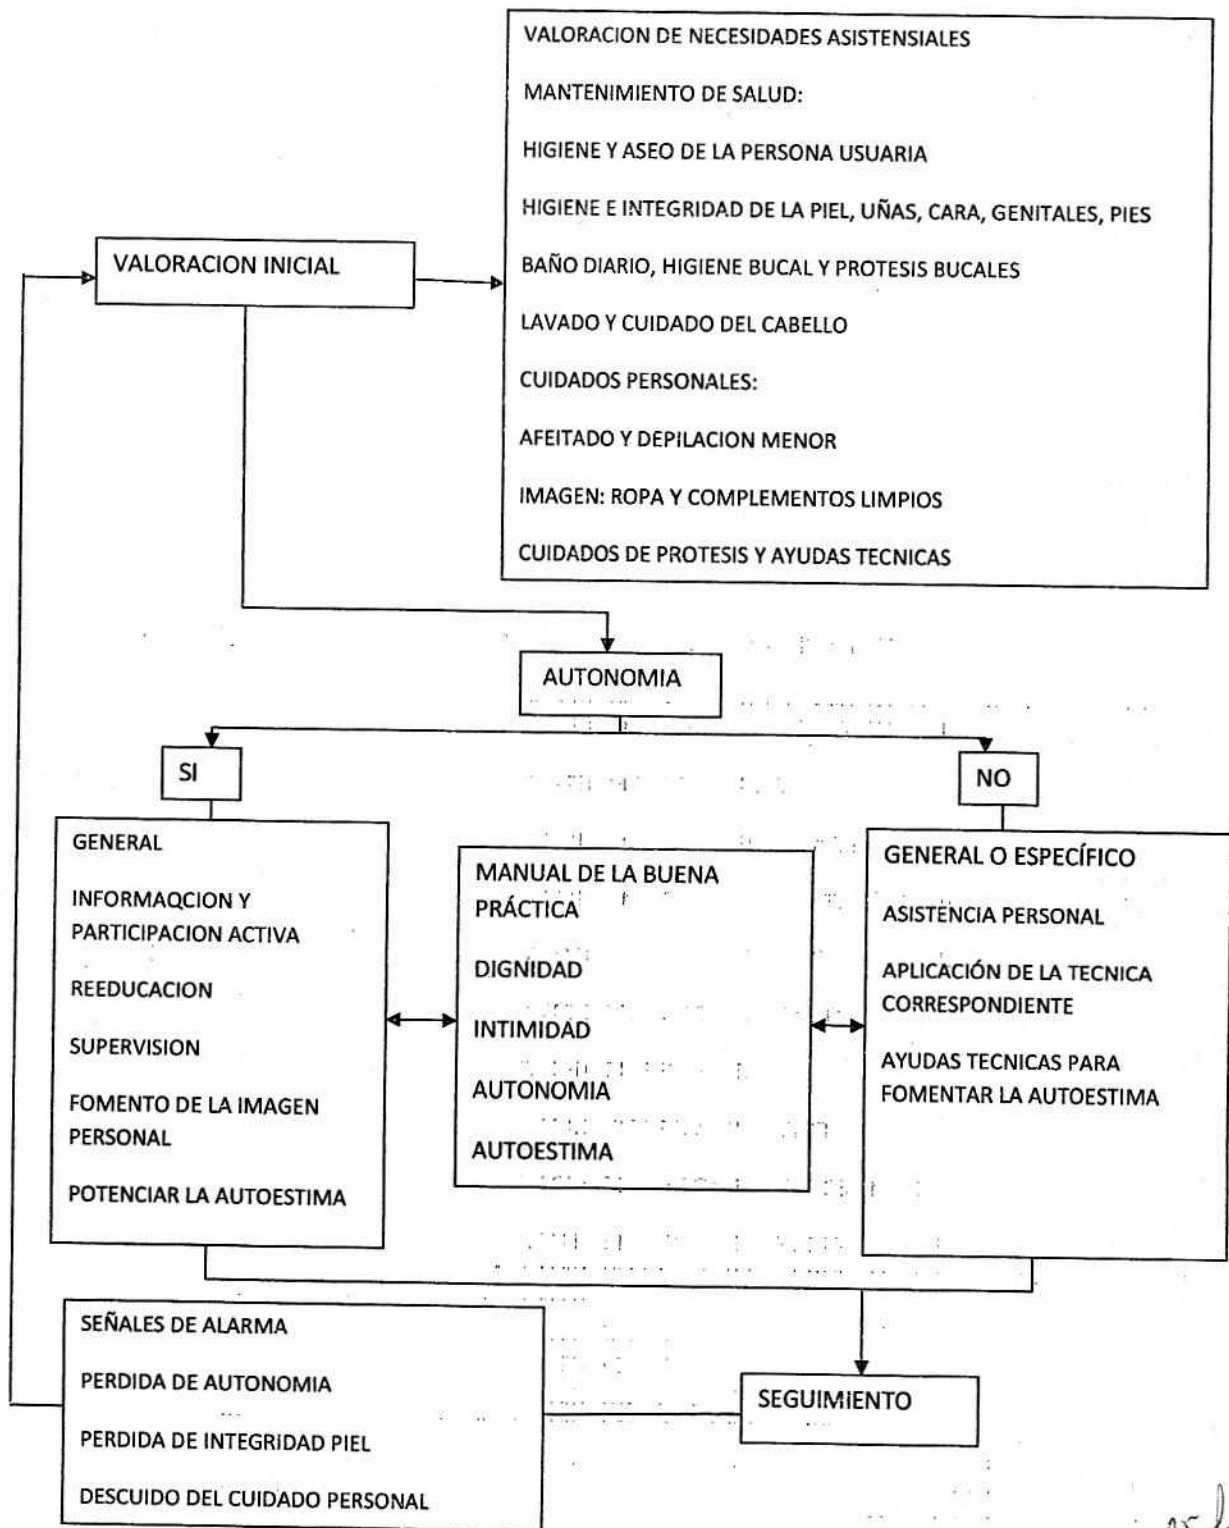 VALORACION DE NECESIDADES ASISTENSIALES
MANTENIMIENTO DE SALUD:
HIGIENE Y ASEO DE LA PERSONA USUARIA
HIGIENE E INTEGRIDAD DE LA PIEL, UÑAS, CARA, GENITALES, PIES
BAÑO DIARIO, HIGIENE BUCAL Y PROTESIS BUCALES
LAVADO Y CUIDADO DEL CABELLO
CUIDADOS PERSONALES:
AFEITADO Y DEPILACION MENOR
IMAGEN: ROPA Y COMPLEMENTOS LIMPIOS
CUIDADOS DE PROTESIS Y AYUDAS TECNICAS
VALORACION INICIAL
AUTONOMIA
SI
NO
GENERAL
INFORMAQCION Y
PARTICIPACION ACTIVA
REEDUCACION
SUPERVISION
FOMENTO DE LA IMAGEN
PERSONAL
POTENCIAR LA AUTOESTIMA
MANUAL DE LA BUENA
PRÁCTICA
DIGNIDAD
INTIMIDAD
AUTONOMIA
AUTOESTIMA
GENERAL O ESPECÍFICO
ASISTENCIA PERSONAL
APLICACIÓN DE LA TECNICA
CORRESPONDIENTE
AYUDAS TECNICAS PARA
FOMENTAR LA AUTOESTIMA
SEÑALES DE ALARMA
PERDIDA DE AUTONOMIA
PERDIDA DE INTEGRIDAD PIEL
DESCUIDO DEL CUIDADO PERSONAL
SEGUIMIENTO